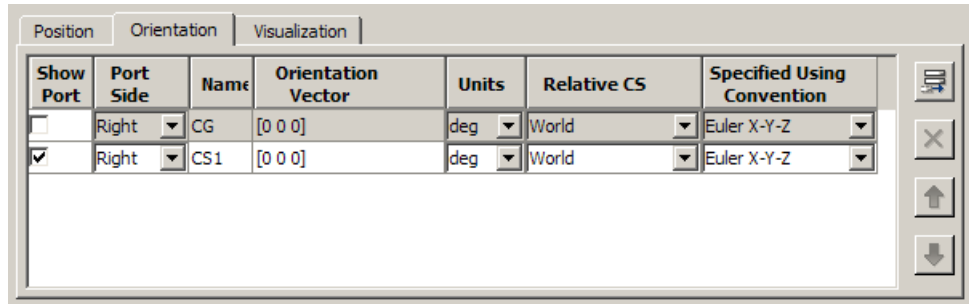 Position Orientation Visualization
Show Port Port Side Name Orientation Vector Units Relative CS Specified Using Convention
Right CG [0 0 0] deg World Euler X-Y-Z
Right CS1 [0 0 0] deg World Euler X-Y-Z